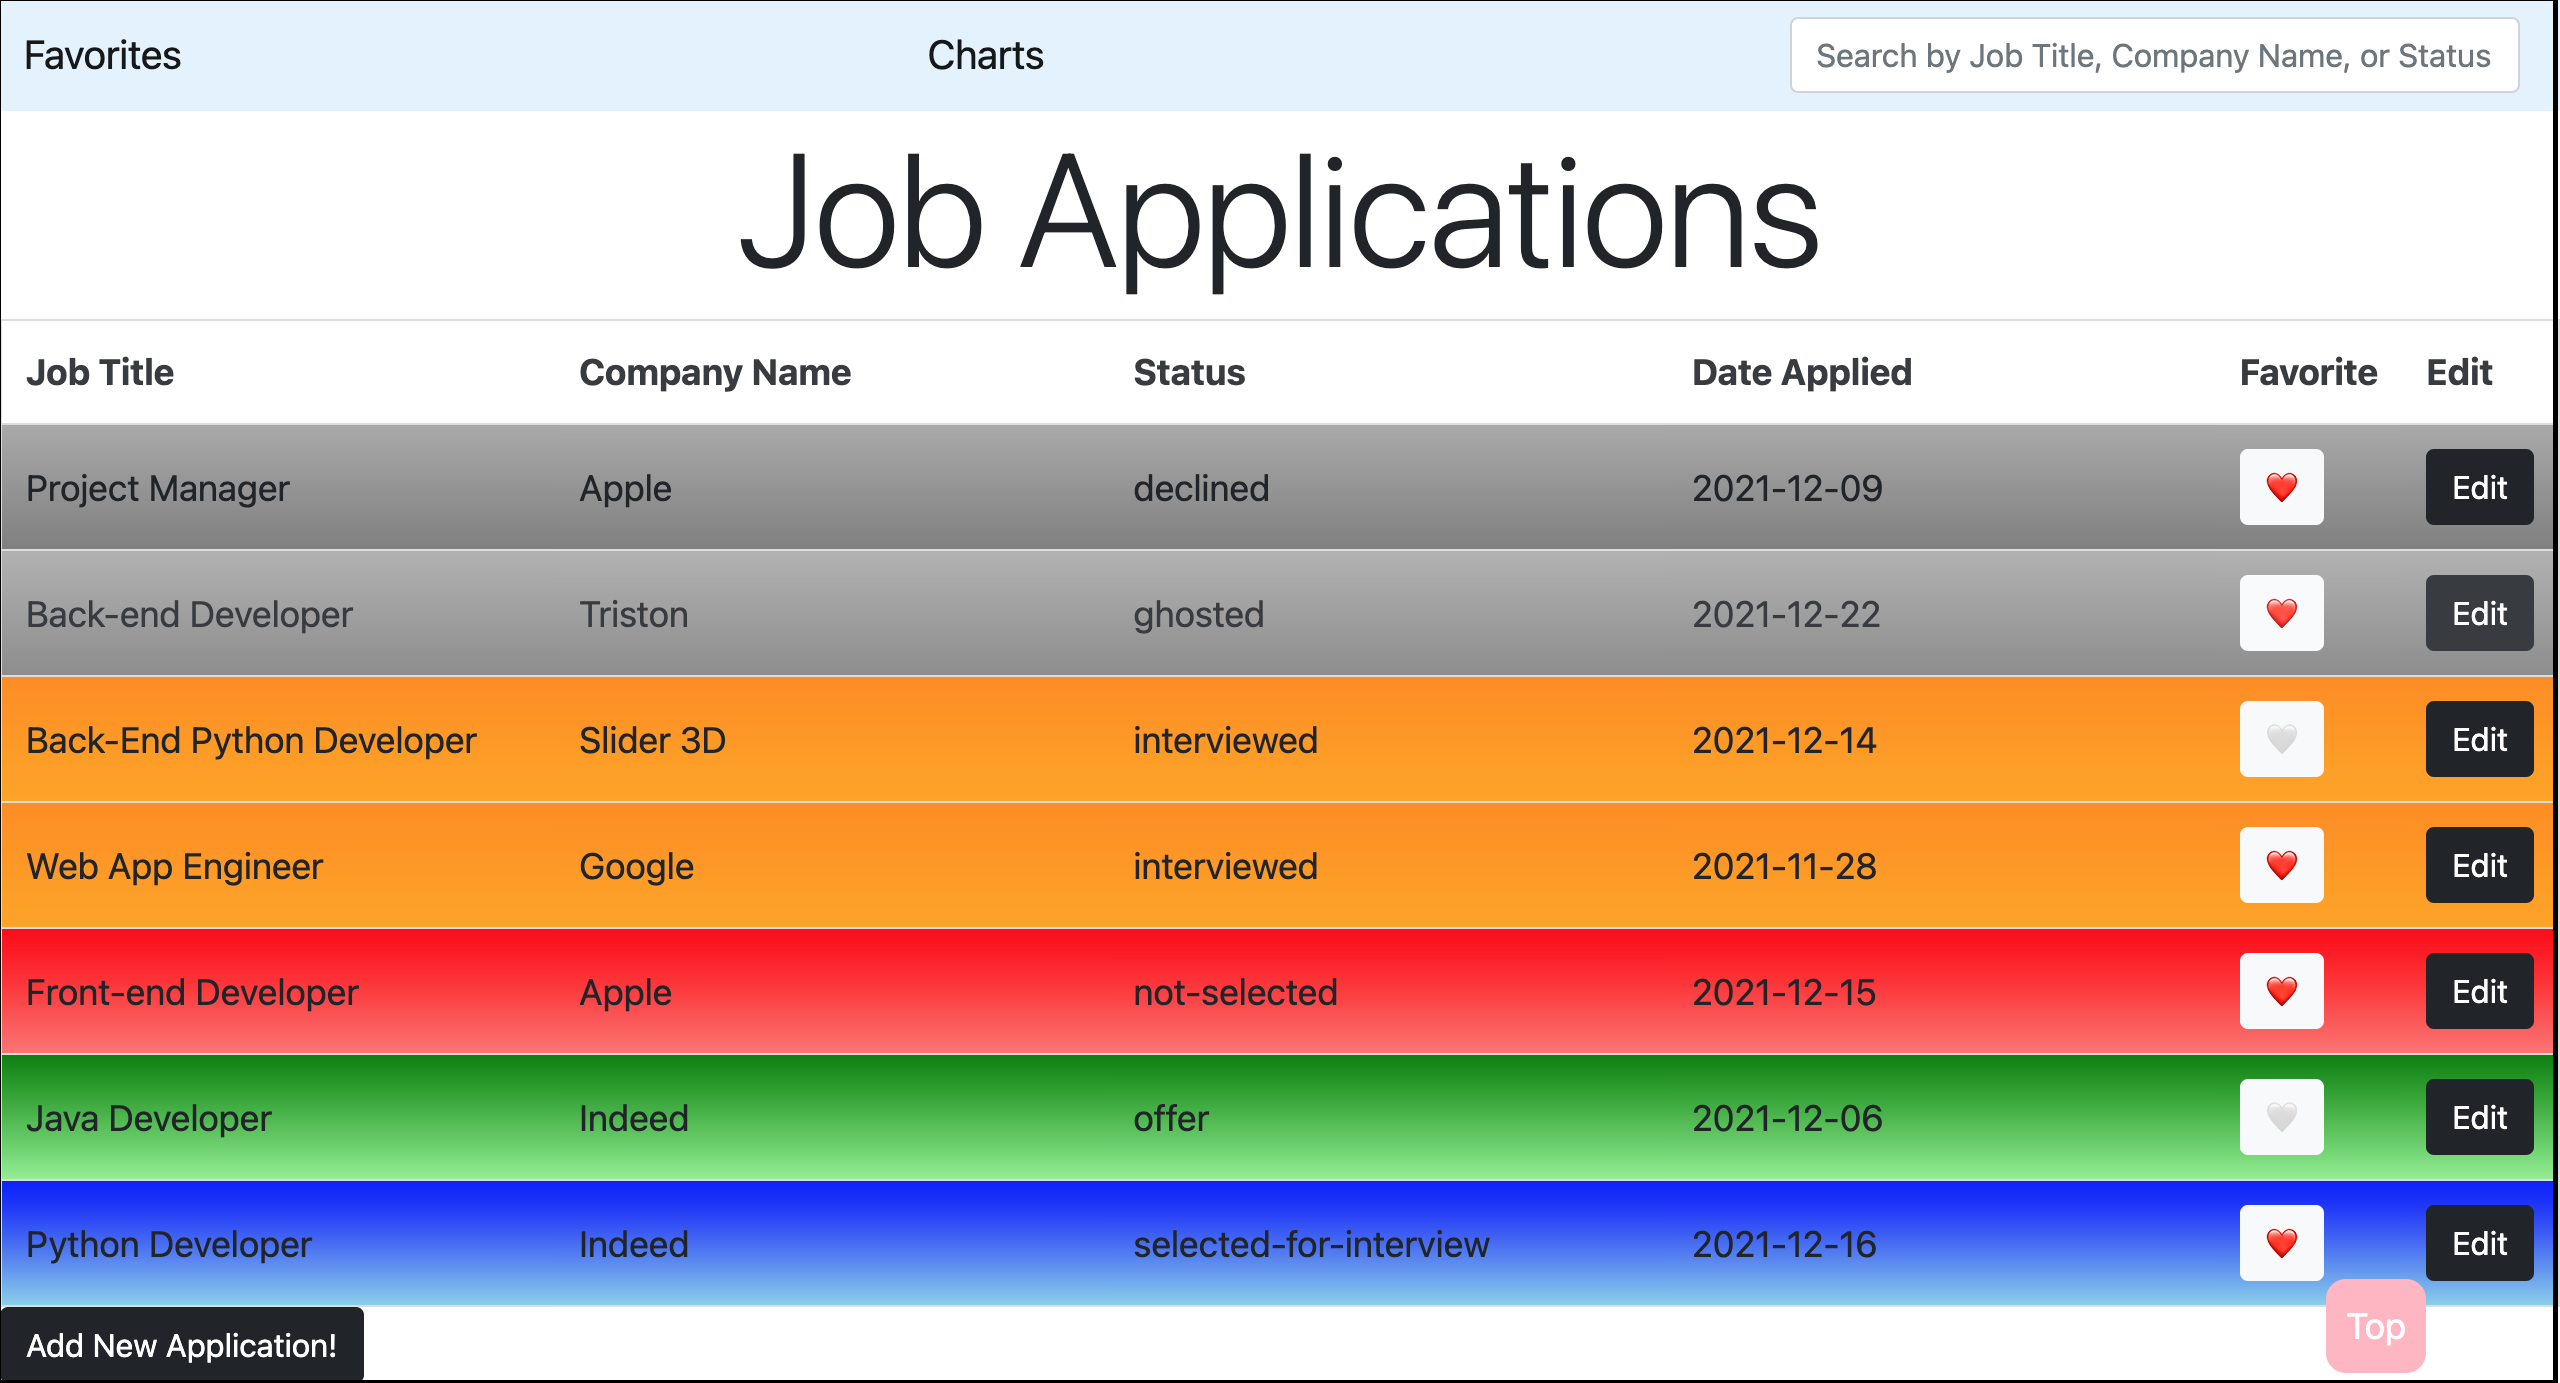 Favorites Charts Search by Job Title, Company Name, or Status
Job Applications
Job Title Company Name Status Date Applied Favorite Edit
Project Manager Apple declined 2021-12-09 Edit
Back-end Developer Triston ghosted 2021-12-22 Edit
Back-End Python Developer Slider 3D interviewed 2021-12-14 Edit
Web App Engineer Google interviewed 2021-11-28 Edit
Front-end Developer Apple not-selected 2021-12-15 Edit
Java Developer Indeed offer 2021-12-06 Edit
Python Developer Indeed selected-for-interview 2021-12-16 Edit
Add New Application! Top